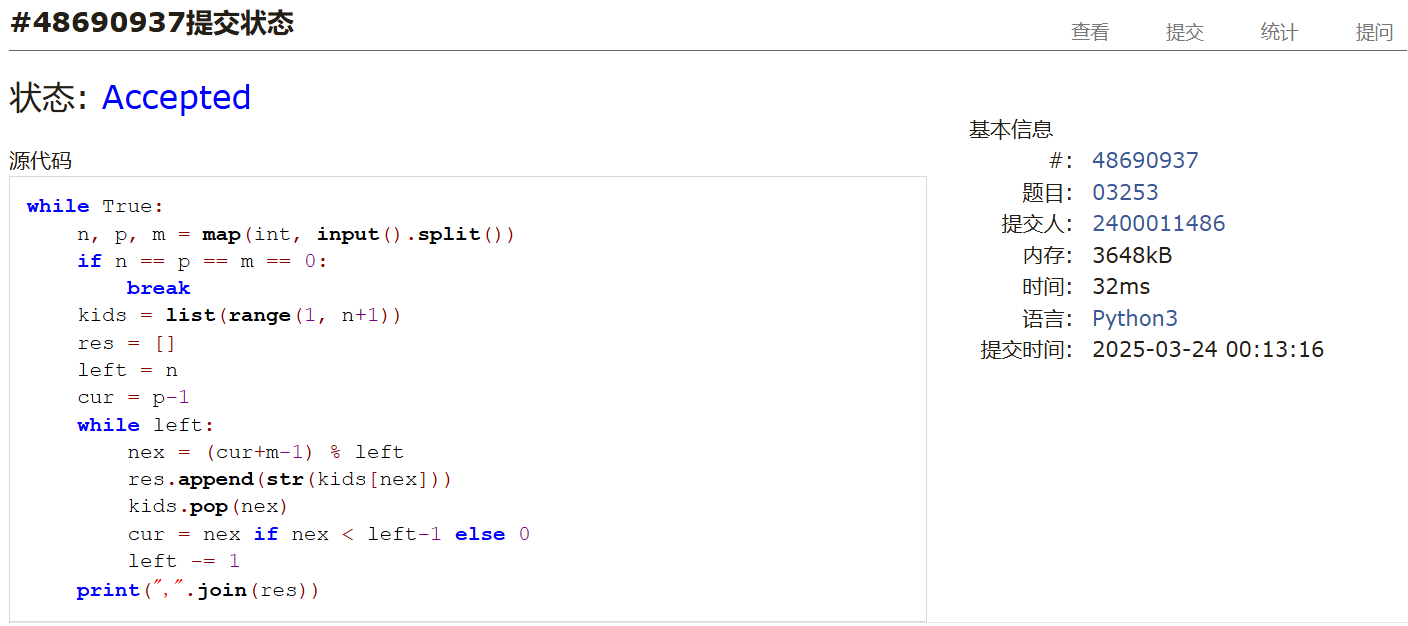 #48690937提交状态
查看 提交 统计 提问
状态: Accepted
源代码
while True:
    n, p, m = map(int, input().split())
    if n == p == m == 0:
        break
    kids = list(range(1, n+1))
    res = []
    left = n
    cur = p-1
    while left:
        nex = (cur+m-1) % left
        res.append(str(kids[nex]))
        kids.pop(nex)
        cur = nex if nex < left-1 else 0
        left -= 1
    print(",".join(res))
基本信息
#: 48690937
题目: 03253
提交人: 2400011486
内存: 3648kB
时间: 32ms
语言: Python3
提交时间: 2025-03-24 00:13:16